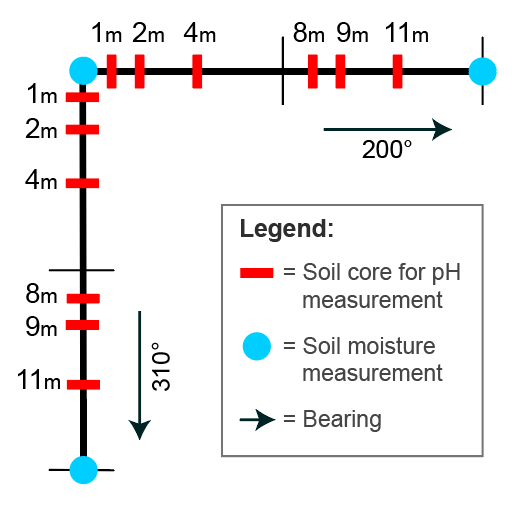 1m 2m 4m 8m 9m 11m
1m
2m
4m
8m
9m
11m
200°
310°
Legend:
= Soil core for pH
measurement
= Soil moisture
measurement
= Bearing